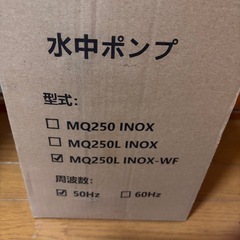 水中ポンプ
型式:
☐ MQ250 INOX
☐ MQ250L INOX
☑ MQ250L INOX-WF
周波数:
☑ 50Hz ☐ 60Hz